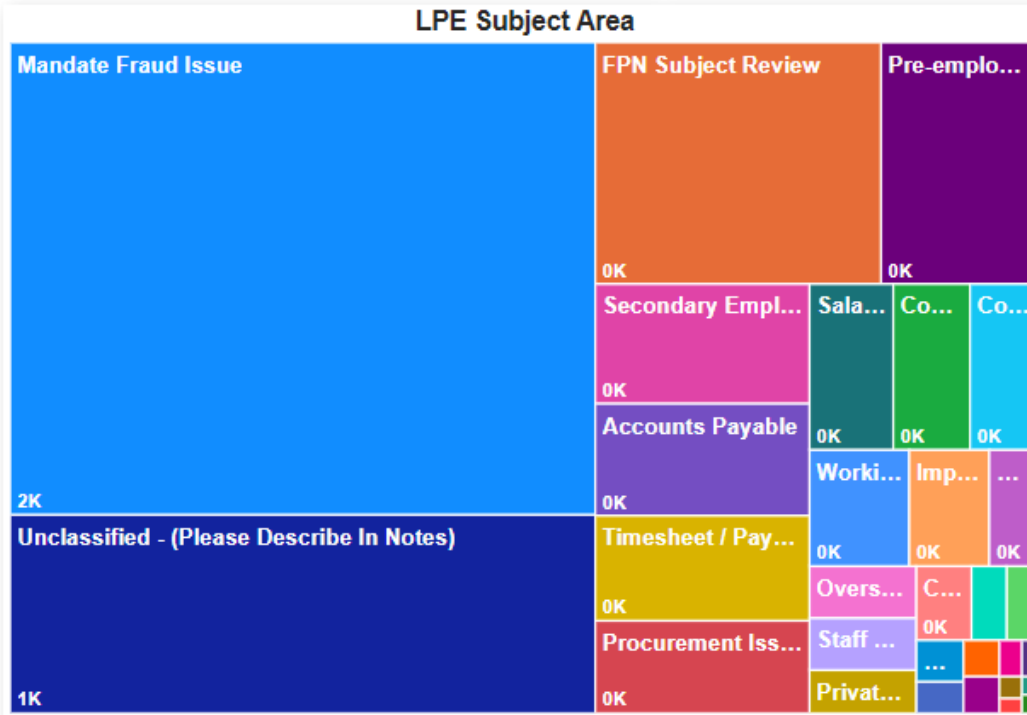 LPE Subject Area
Mandate Fraud Issue
2K
Unclassified - (Please Describe In Notes)
1K
FPN Subject Review
0K
Pre-emplo...
0K
Secondary Empl...
0K
Accounts Payable
0K
Timesheet / Pay...
0K
Procurement Iss...
0K
Sala...
0K
Co...
0K
Co...
0K
Worki...
0K
Imp...
0K
...
0K
Overs...
Staff ...
Privat...
C...
0K
...